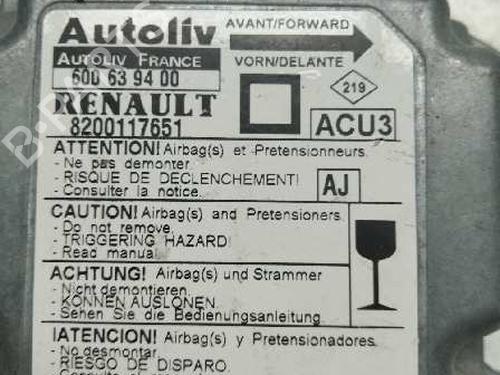 Autoliv
AVANT/FORWARD
AUTOLIV FRANCE
VORN/DELANTE
600 63 94 00
219
RENAULT
8200117651
ACU3
ATTENTION! Airbag(s) et Pretensionneurs.
- Ne pas demonter.
- RISQUE DE DECLENCHEMENT!
- Consulter la notice.
AJ
CAUTION! Airbag(s) and Pretensioners.
- Do not remove.
- TRIGGERING HAZARD!
- Read manual.
ACHTUNG! Airbag(s) und Strammer
- Nicht demontieren.
- KÖNNEN AUSLÖNEN.
- Sehen Sie die Bedienungsanleitung.
!ATENCION! Airbag(s) y Pretensionadores.
- No desmontar.
- RIESGO DE DISPARO.